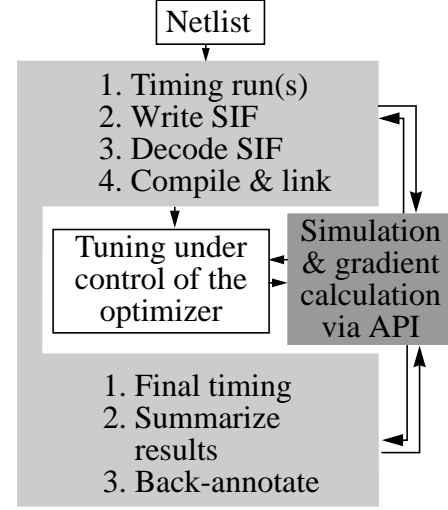 Netlist
1. Timing run(s)
2. Write SIF
3. Decode SIF
4. Compile & link
Tuning under
control of the
optimizer
Simulation
& gradient
calculation
via API
1. Final timing
2. Summarize
results
3. Back-annotate